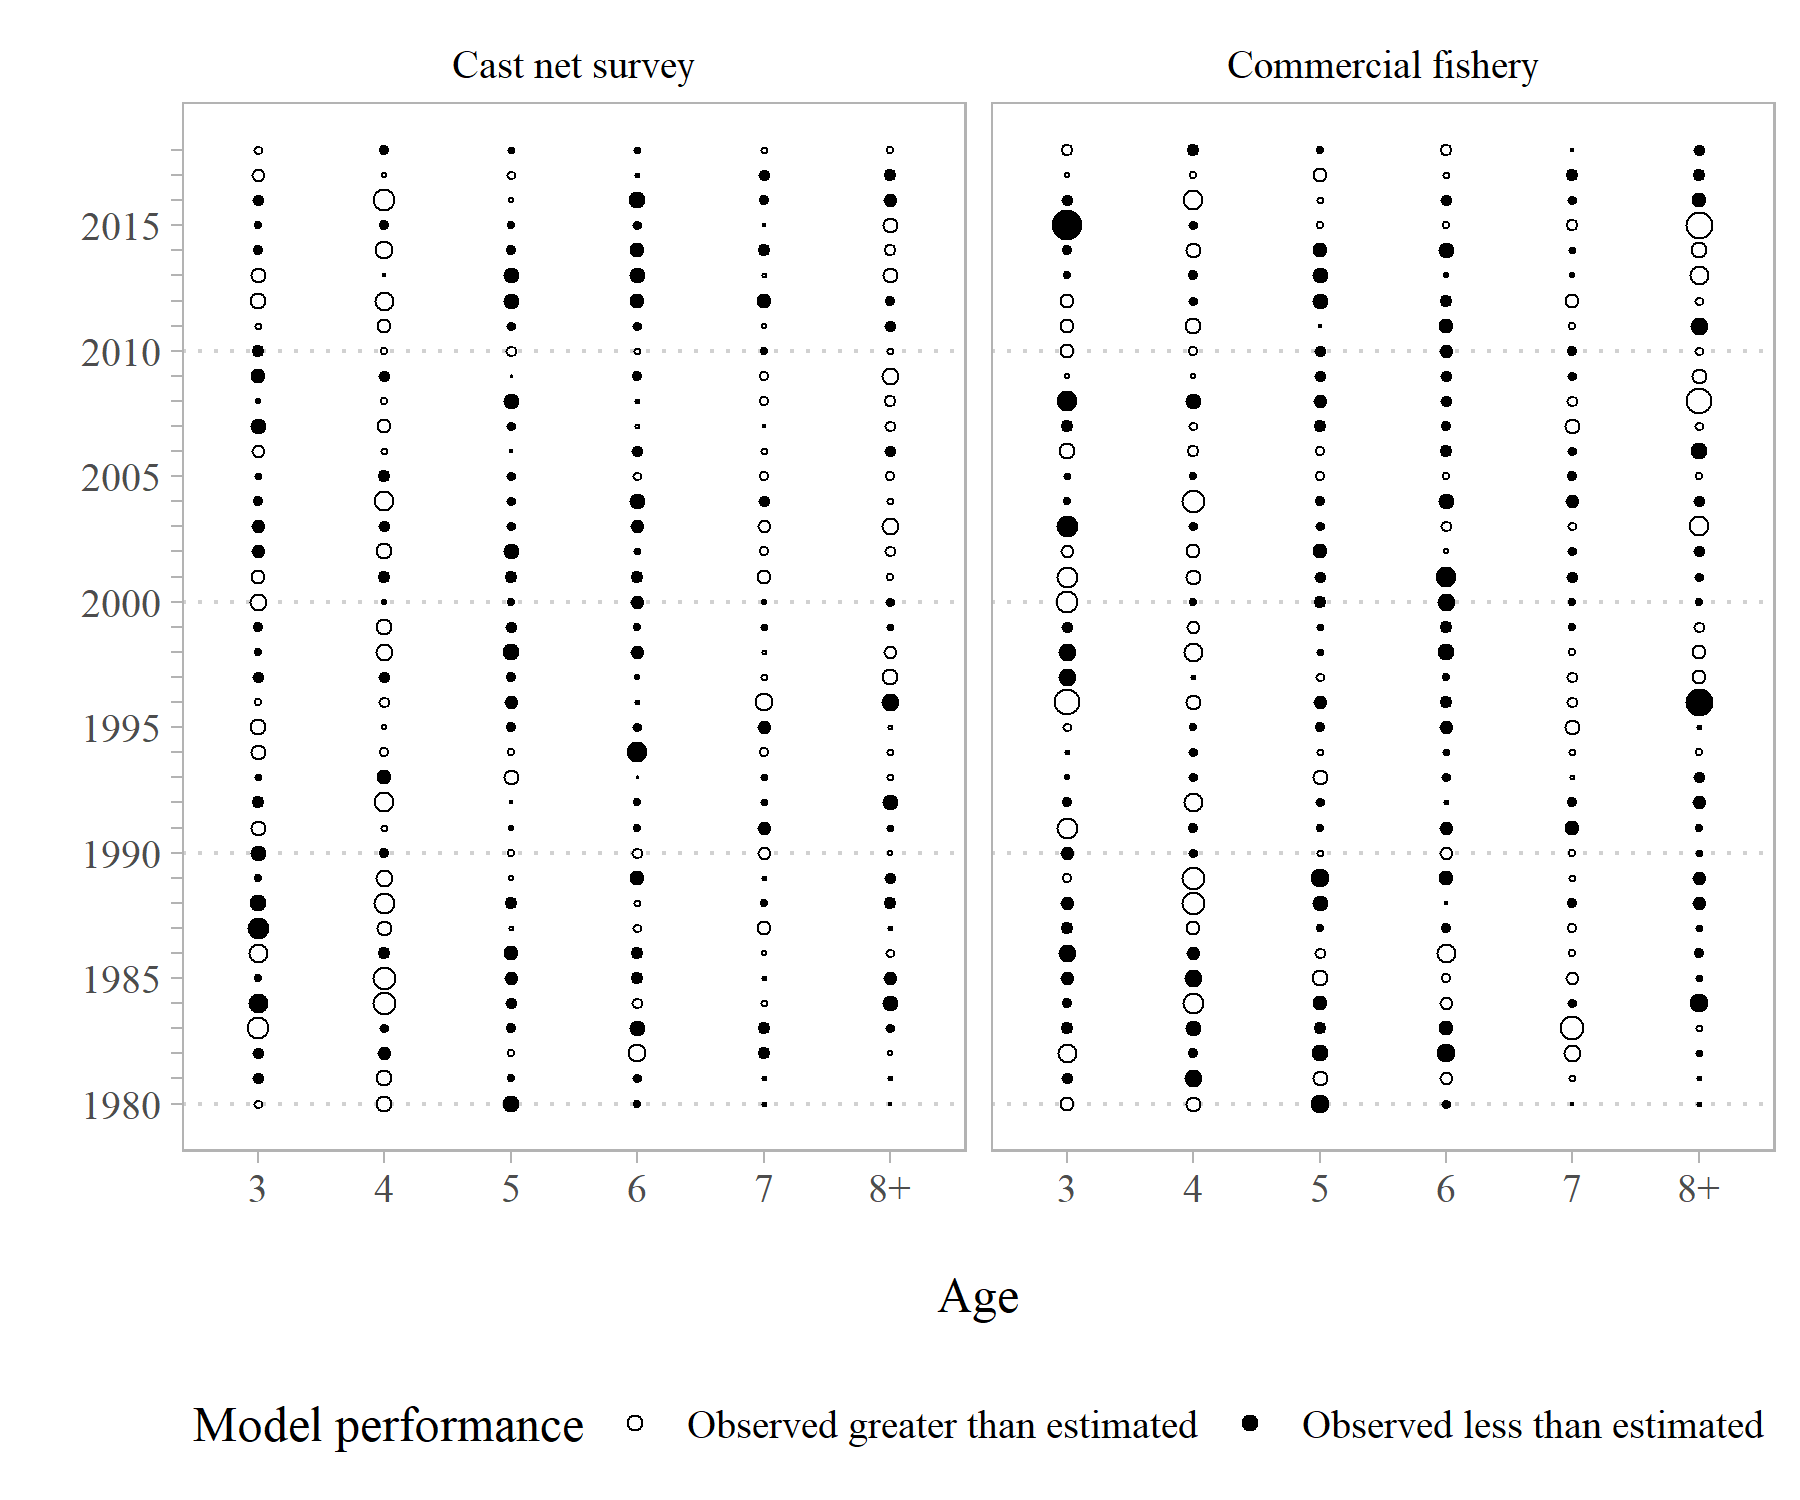 Cast net survey Commercial fishery
2015
2010
2005
2000
1995
1990
1985
1980
3 4 5 6 7 8+ 3 4 5 6 7 8+
Age
Model performance Observed greater than estimated Observed less than estimated